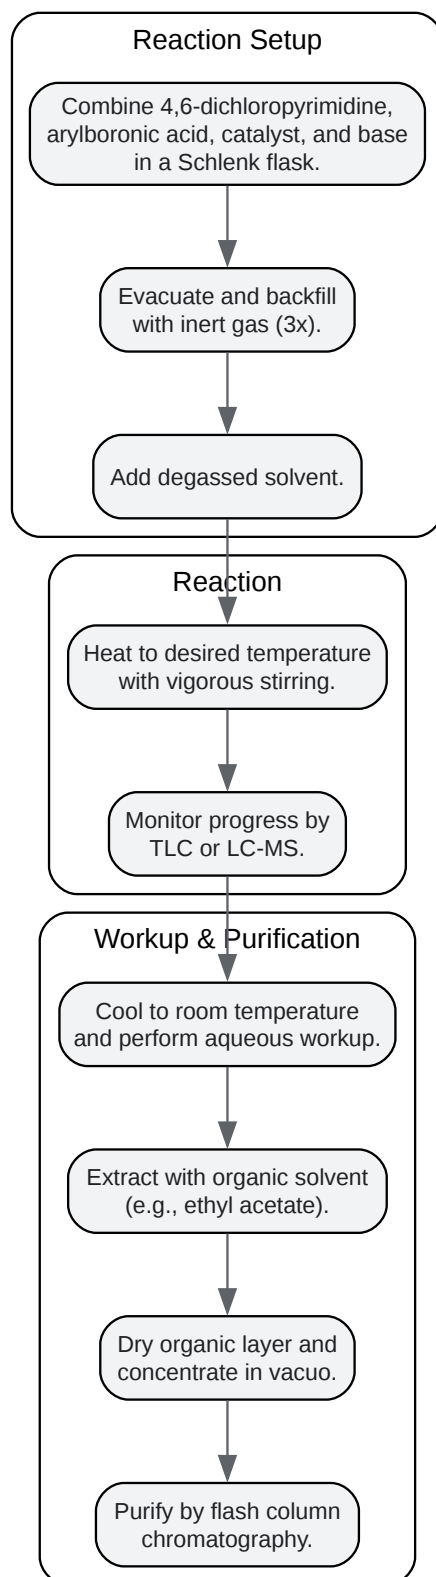 Reaction Setup
Combine 4,6-dichloropyrimidine,
arylboronic acid, catalyst, and base
in a Schlenk flask.
Evacuate and backfill
with inert gas (3x).
Add degassed solvent.
Reaction
Heat to desired temperature
with vigorous stirring.
Monitor progress by
TLC or LC-MS.
Workup & Purification
Cool to room temperature
and perform aqueous workup.
Extract with organic solvent
(e.g., ethyl acetate).
Dry organic layer and
concentrate in vacuo.
Purify by flash column
chromatography.